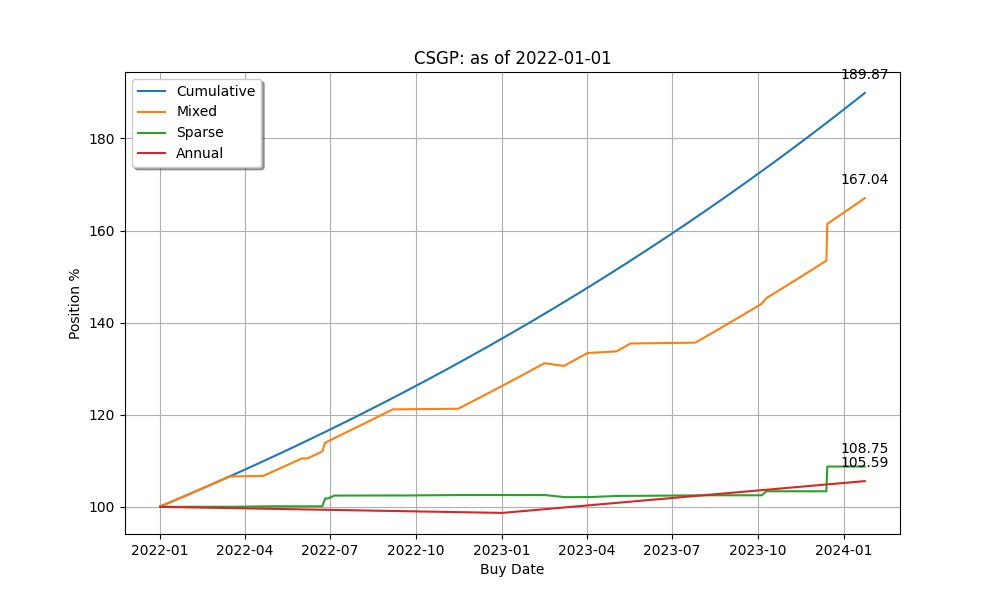 CSGP: as of 2022-01-01
189.87
Cumulative
Mixed
Sparse
Annual
167.04
108.75
105.59
180
160
140
120
100
Position %
2022-01
2022-04
2022-07
2022-10
2023-01
2023-04
2023-07
2023-10
2024-01
Buy Date